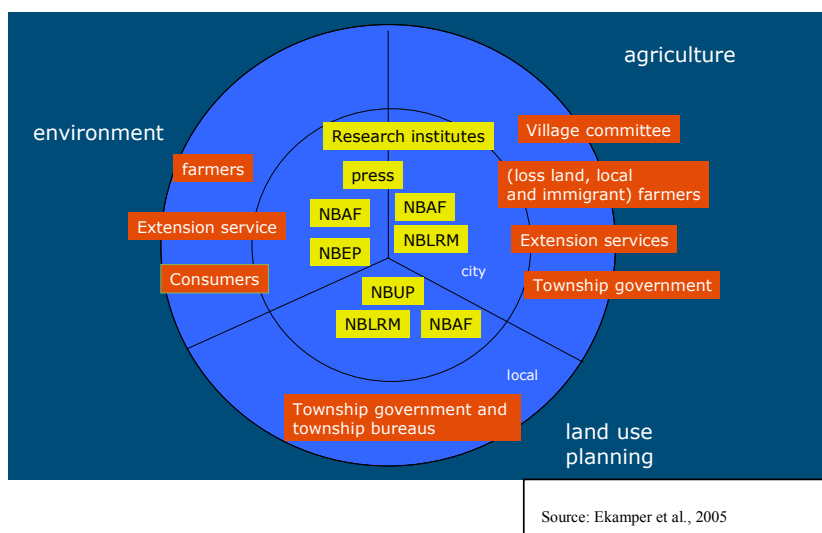 agriculture
environment
Research institutes
Village committee
farmers
press
(loss land, local
and immigrant) farmers
NBAF
NBAF
Extension service
NBLRM
Extension services
NBEP
Consumers
city
Township government
NBUP
NBLRM
NBAF
local
Township government and
township bureaus
land use
planning
Source: Ekamper et al., 2005